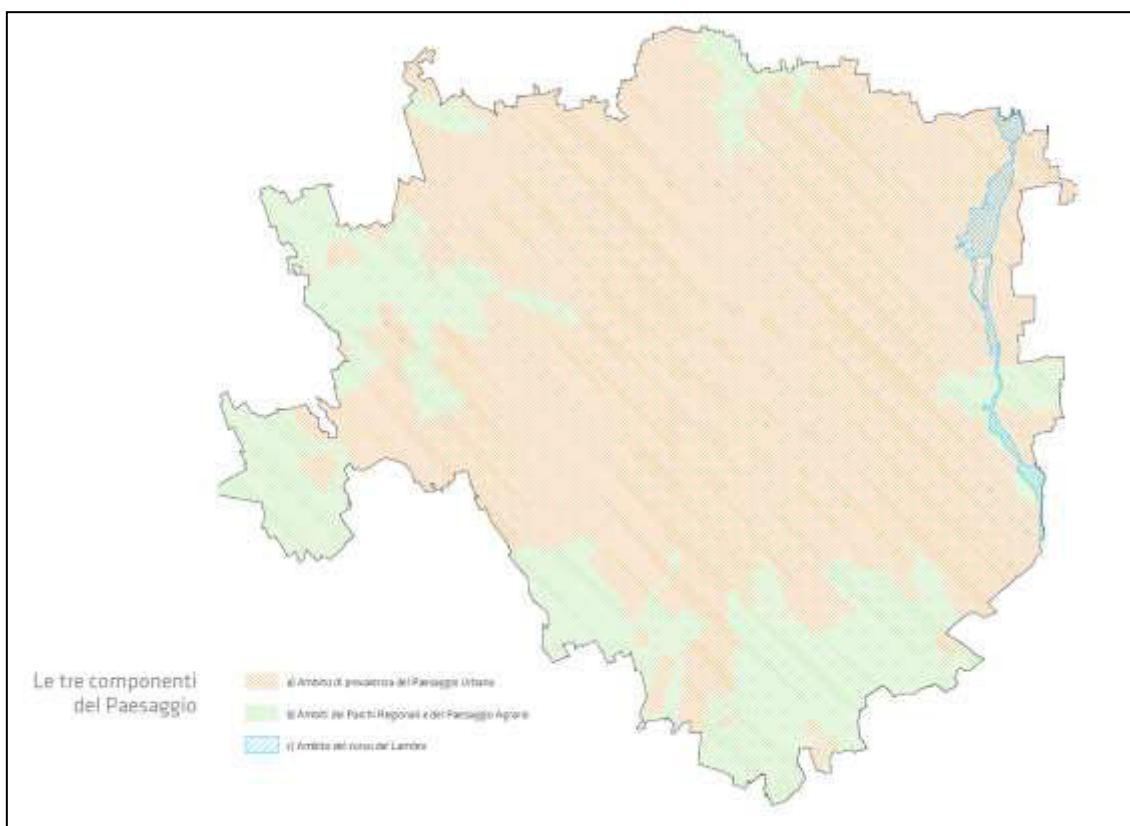 Le tre componenti
del Paesaggio
a) Ambito di prevalenza del Paesaggio Urbano
b) Ambiti dei Parchi Regionali e del Paesaggio Agrario
c) Ambito del corso del Lambro